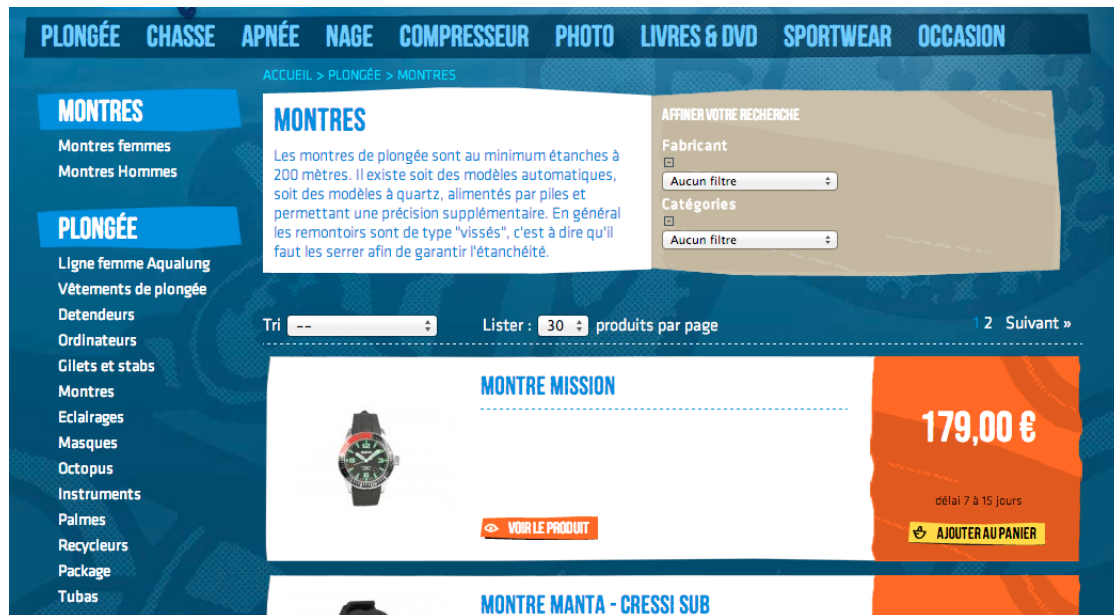 PLONGÉE CHASSE APNÉE NAGE COMPRESSEUR PHOTO LIVRES & DVD SPORTWEAR OCCASION
ACCUEIL > PLONGÉE > MONTRES
MONTRES
Montres femmes
Montres Hommes
PLONGÉE
Ligne femme Aqualung
Vêtements de plongée
Detendeurs
Ordinateurs
Gilets et stabs
Montres
Eclairages
Masques
Octopus
Instruments
Palmes
Recycleurs
Package
Tubas
MONTRES
Les montres de plongée sont au minimum étanches à
200 mètres. Il existe soit des modèles automatiques,
soit des modèles à quartz, alimentés par piles et
permettant une précision supplémentaire. En général
les remontoirs sont de type "vissés", c'est à dire qu'il
faut les serrer afin de garantir l'étanchéité.
AFFINER VOTRE RECHERCHE
Fabricant
Aucun filtre
Catégories
Aucun filtre
Tri -- Lister : 30 produits par page 1 2 Suivant »
MONTRE MISSION
179,00 €
délai 7 à 15 jours
VOIR LE PRODUIT
AJOUTER AU PANIER
MONTRE MANTA - CRESSI SUB